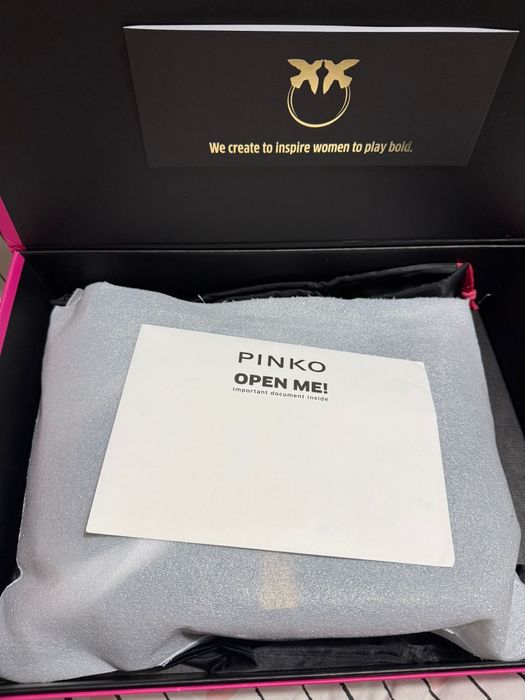 We create to inspire women to play bold.
PINKO
OPEN ME!
Important document inside